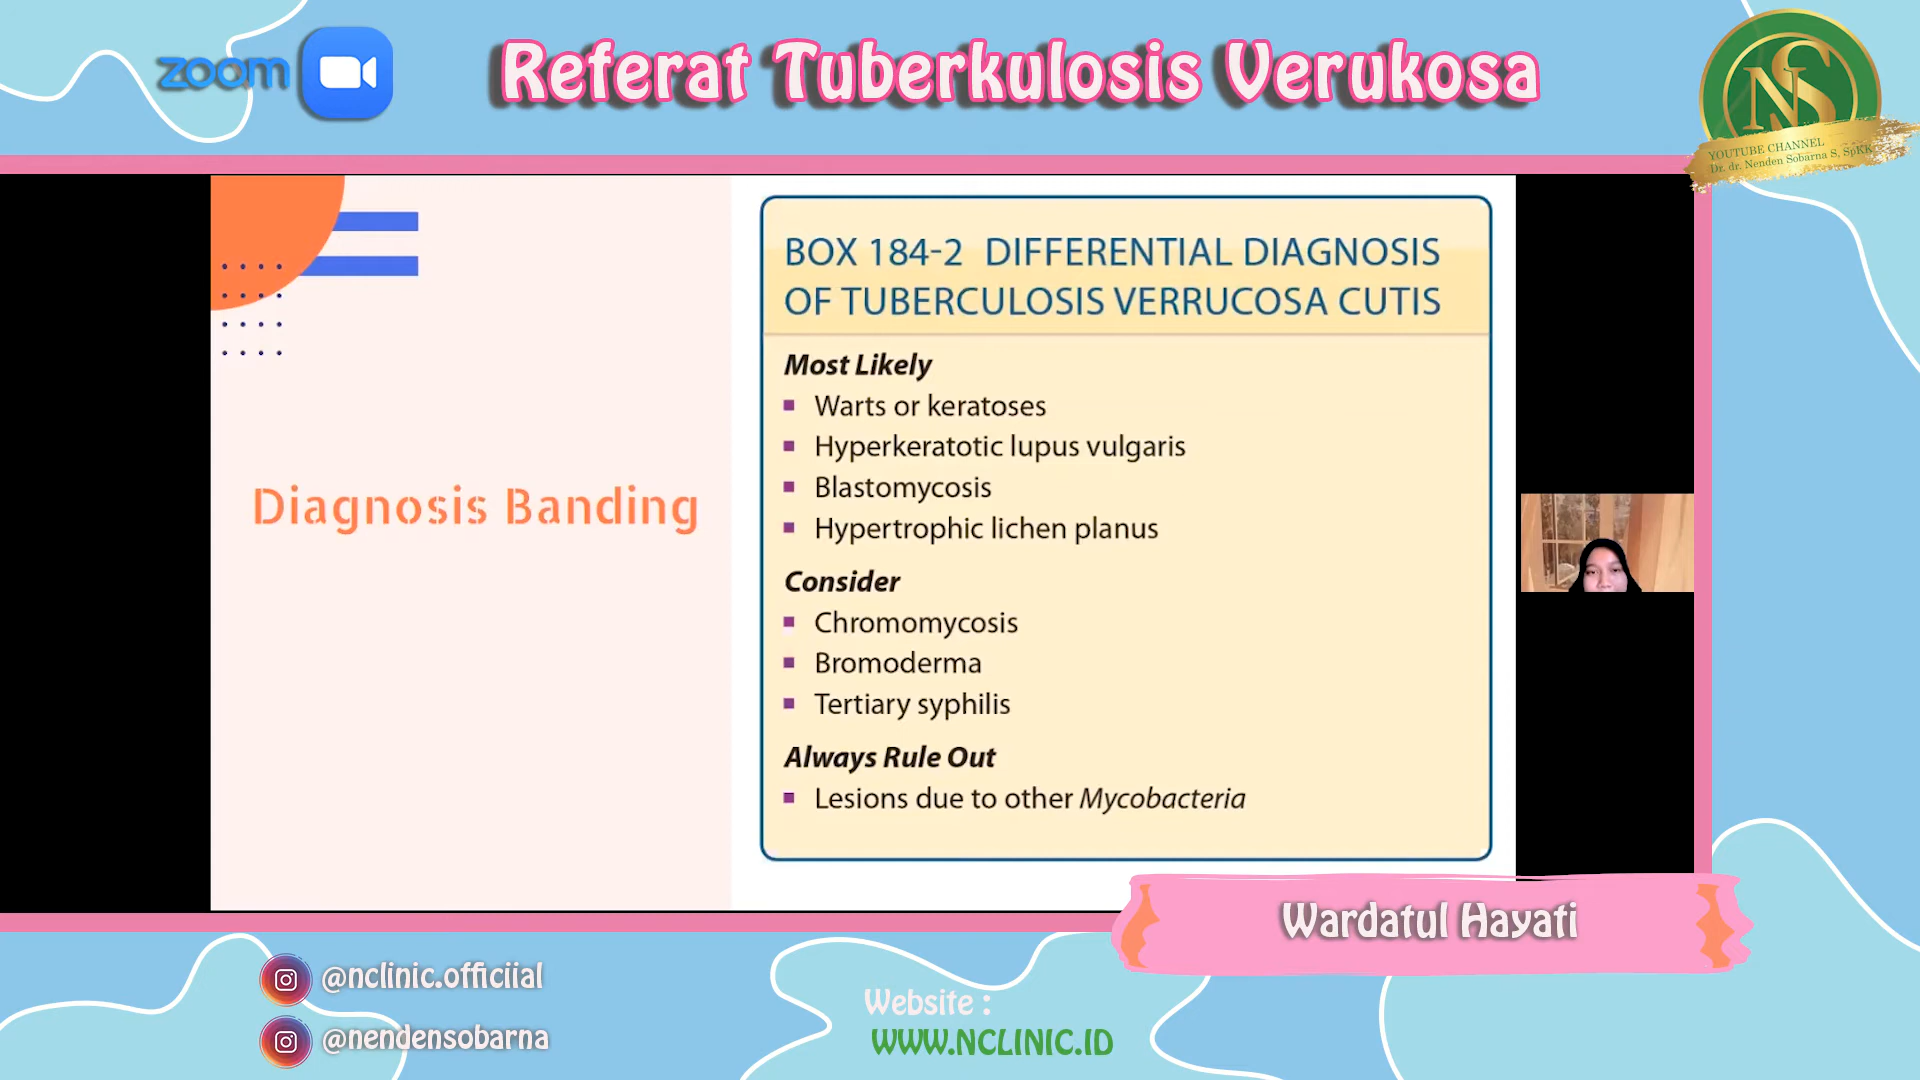 zoom
Referat Tuberkulosis Verukosa
NS
YOUTUBE CHANNEL
Dr. dr. Nenden Sobarna S, SpKK
Diagnosis Banding
BOX 184-2 DIFFERENTIAL DIAGNOSIS
OF TUBERCULOSIS VERRUCOSA CUTIS
Most Likely
Warts or keratoses
Hyperkeratotic lupus vulgaris
Blastomycosis
Hypertrophic lichen planus
Consider
Chromomycosis
Bromoderma
Tertiary syphilis
Always Rule Out
Lesions due to other Mycobacteria
Wardatul Hayati
@nclinic.officiial
@nendensobarna
Website :
WWW.NCLINIC.ID